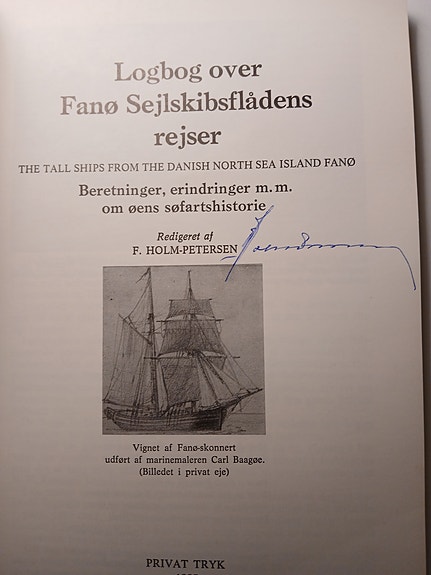 Logbog over
Fanø Sejlskibsflådens
rejser
THE TALL SHIPS FROM THE DANISH NORTH SEA ISLAND FANØ
Beretninger, erindringer m. m.
om øens søfartshistorie
Redigeret af
F. HOLM-PETERSEN
Vignet af Fanø-skonnert
udført af marinemaleren Carl Baagøe.
(Billedet i privat eje)
PRIVAT TRYK